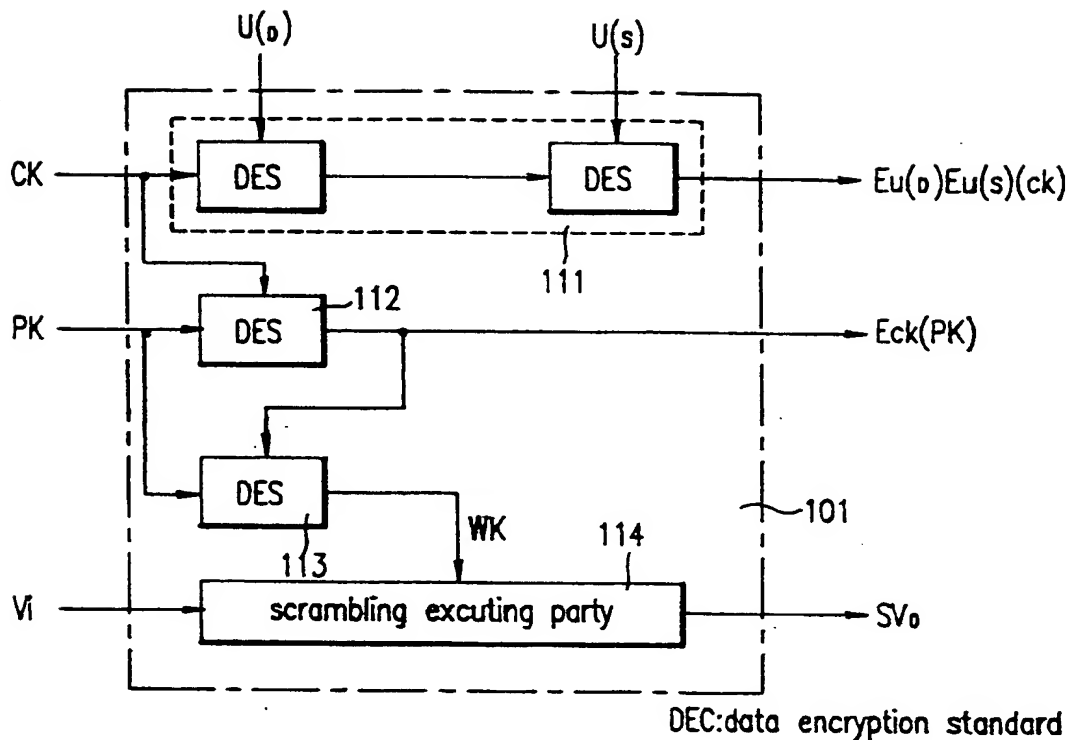 U(D)
U(s)
CK
DES
DES
Eu(D)Eu(s)(ck)
111
112
PK
DES
Eck(PK)
DES
WK
101
113
114
Vi
scrambling excuting party
SVD
DEC:data encryption standard